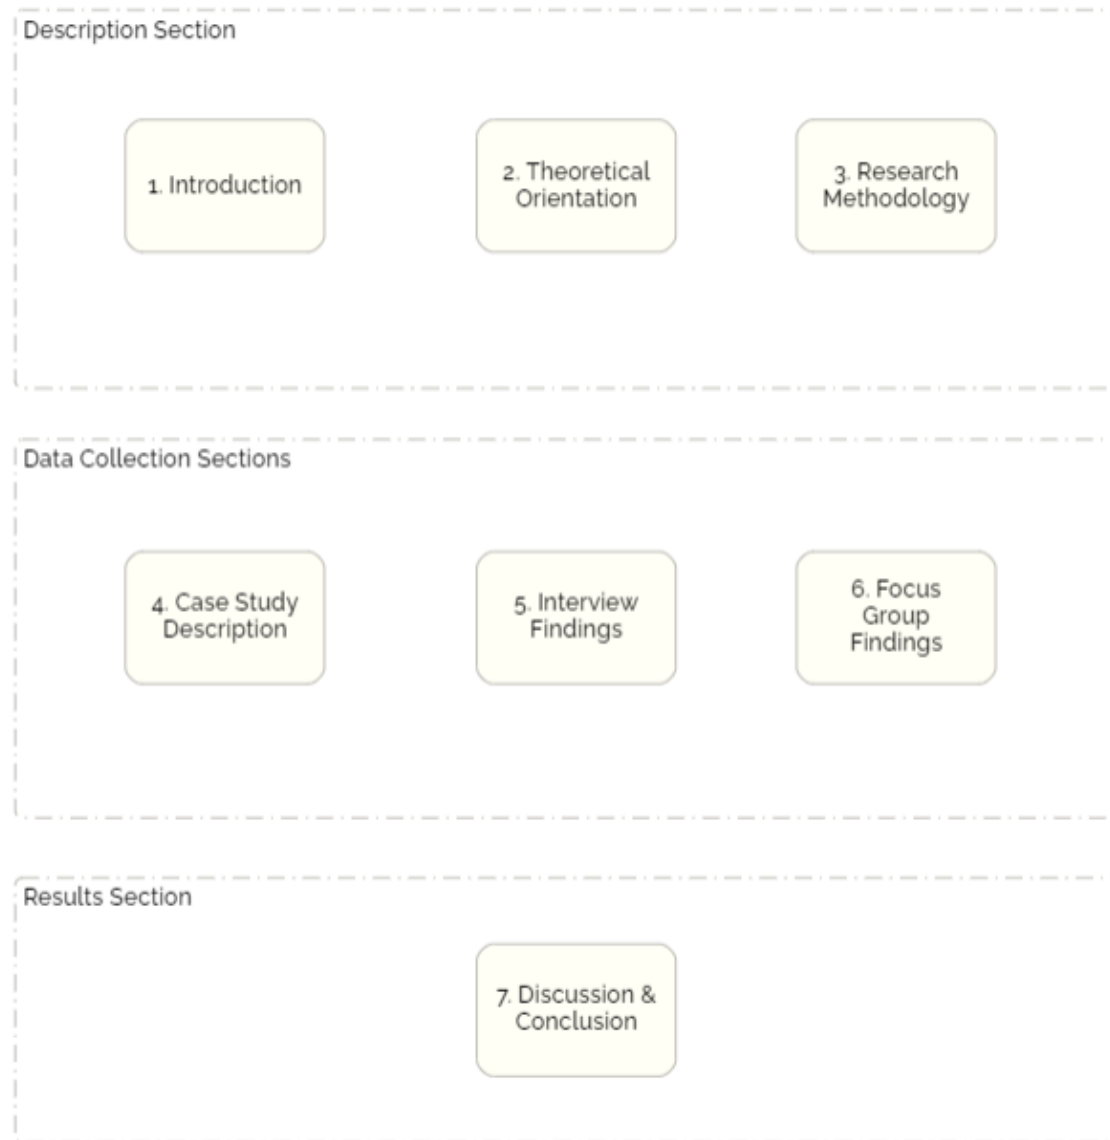 Description Section
1. Introduction
2. Theoretical
Orientation
3. Research
Methodology
Data Collection Sections
4. Case Study
Description
5. Interview
Findings
6. Focus
Group
Findings
Results Section
7. Discussion &
Conclusion